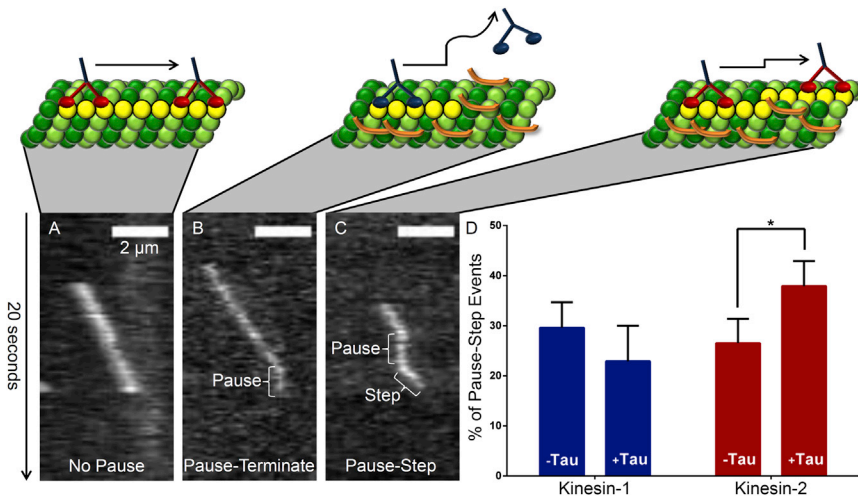 A
B
C
D
2 μm
20 seconds
Pause
Pause
Step
No Pause
Pause-Terminate
Pause-Step
% of Pause-Step Events
50
40
30
20
10
0
*
-Tau
+Tau
-Tau
+Tau
Kinesin-1
Kinesin-2